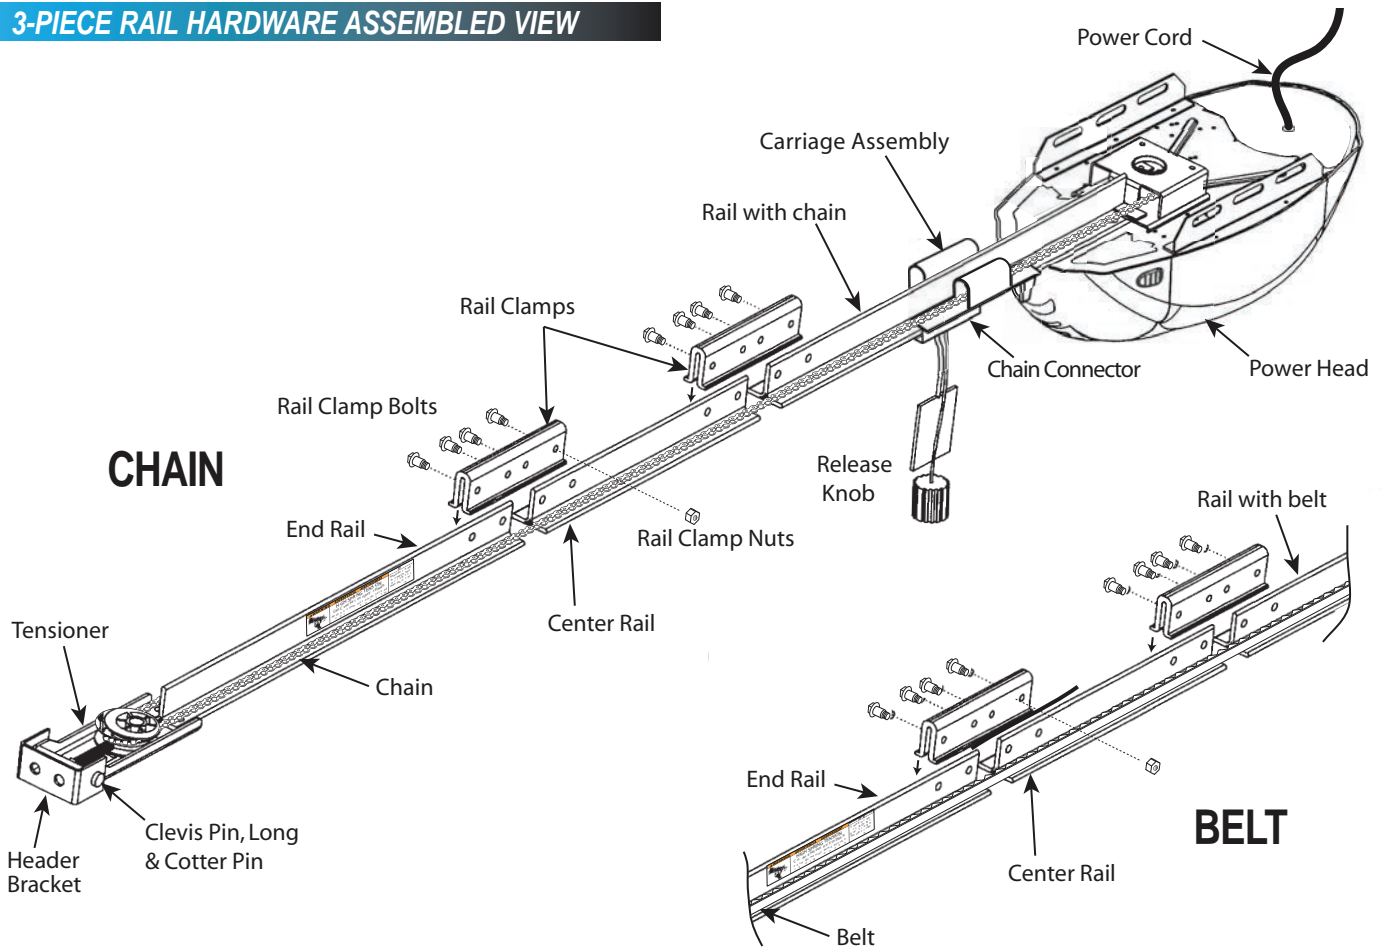 3-PIECE RAIL HARDWARE ASSEMBLED VIEW
Power Cord
Carriage Assembly
Rail with chain
Rail Clamps
Chain Connector
Power Head
Rail Clamp Bolts
CHAIN
Release
Knob
End Rail
Rail Clamp Nuts
Rail with belt
Center Rail
Tensioner
Chain
End Rail
BELT
Clevis Pin, Long
& Cotter Pin
Header
Bracket
Center Rail
Belt